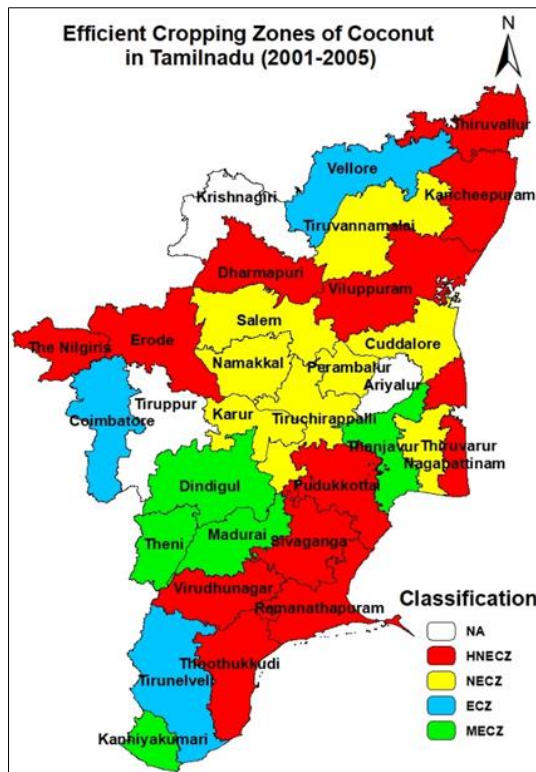 Efficient Cropping Zones of Coconut
in Tamilnadu (2001-2005)
N
Thiruvallur
Vellore
Krishnagiri
Kancheepuram
Tiruvannamalai
Dharmapuri
Viluppuram
Salem
The Nilgiris
Erode
Cuddalore
Namakkal
Perambalur
Ariyalur
Tiruppur
Coimbatore
Karur
Tiruchirappalli
Thanjavur
Thiruvarur
Nagapattinam
Dindigul
Pudukkottai
Theni
Madurai
Sivaganga
Virudhunagar
Ramanathapuram
Thoothukkudi
Tirunelveli
Kanhiyakumari
Classification
NA
HNECZ
NECZ
ECZ
MECZ